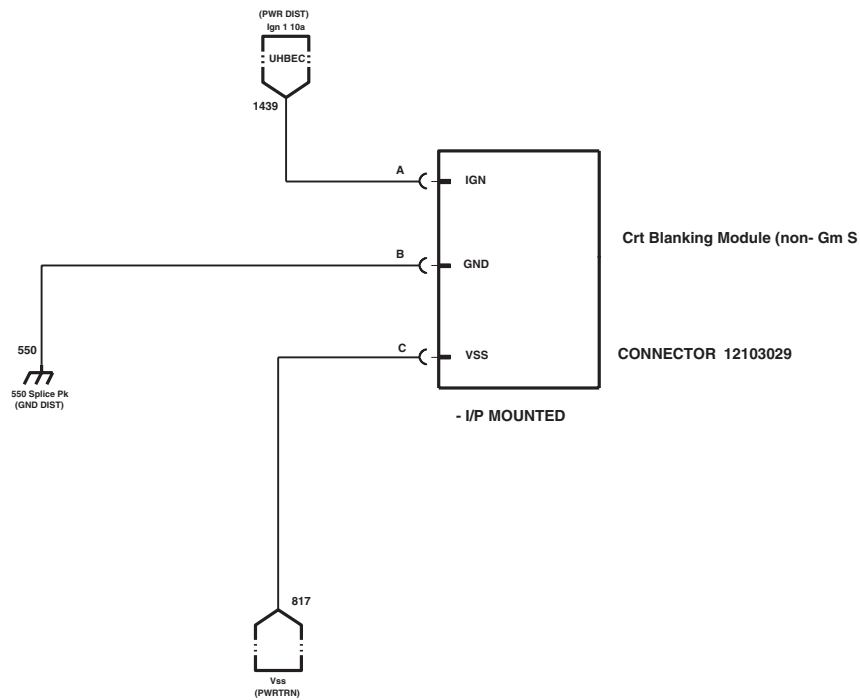 (PWR DIST)
Ign 1 10a
UHBEC
1439
A
IGN
Crt Blanking Module (non- Gm S
B
GND
550
C
VSS
CONNECTOR 12103029
550 Splice Pk
(GND DIST)
- I/P MOUNTED
817
Vss
(PWRTRN)